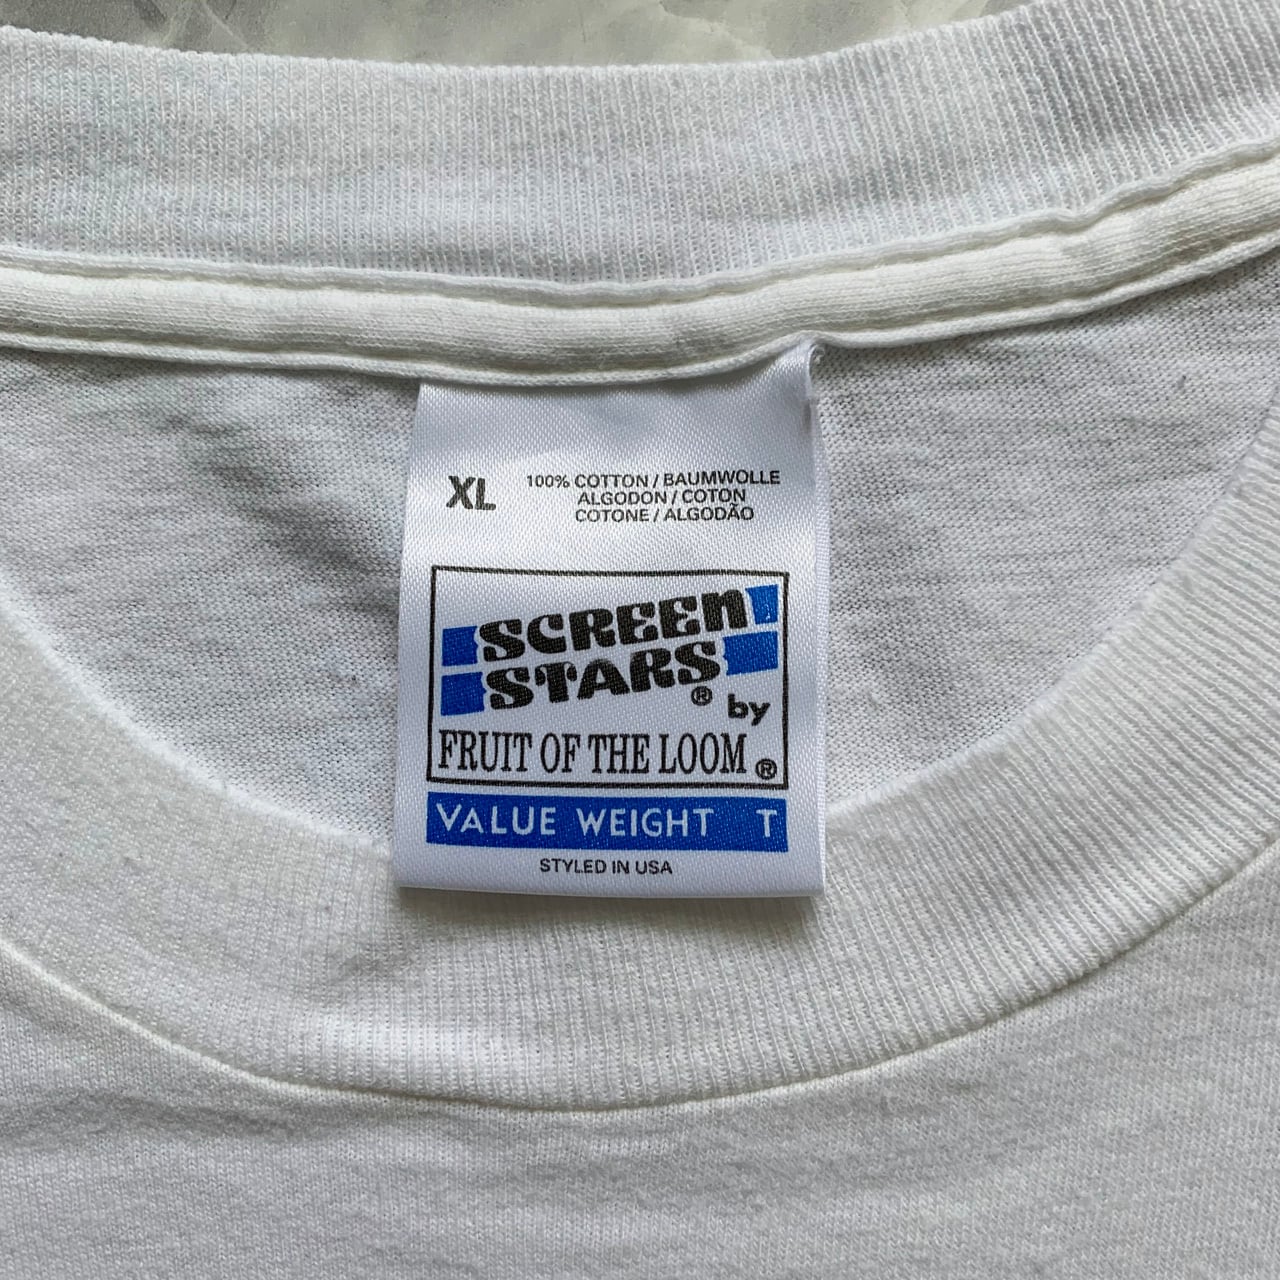 XL
100% COTTON / BAUMWOLLE
ALGODON / COTON
COTONE / ALGODÃO
SCREEN
STARS®
by
FRUIT OF THE LOOM®
VALUE WEIGHT T
STYLED IN USA